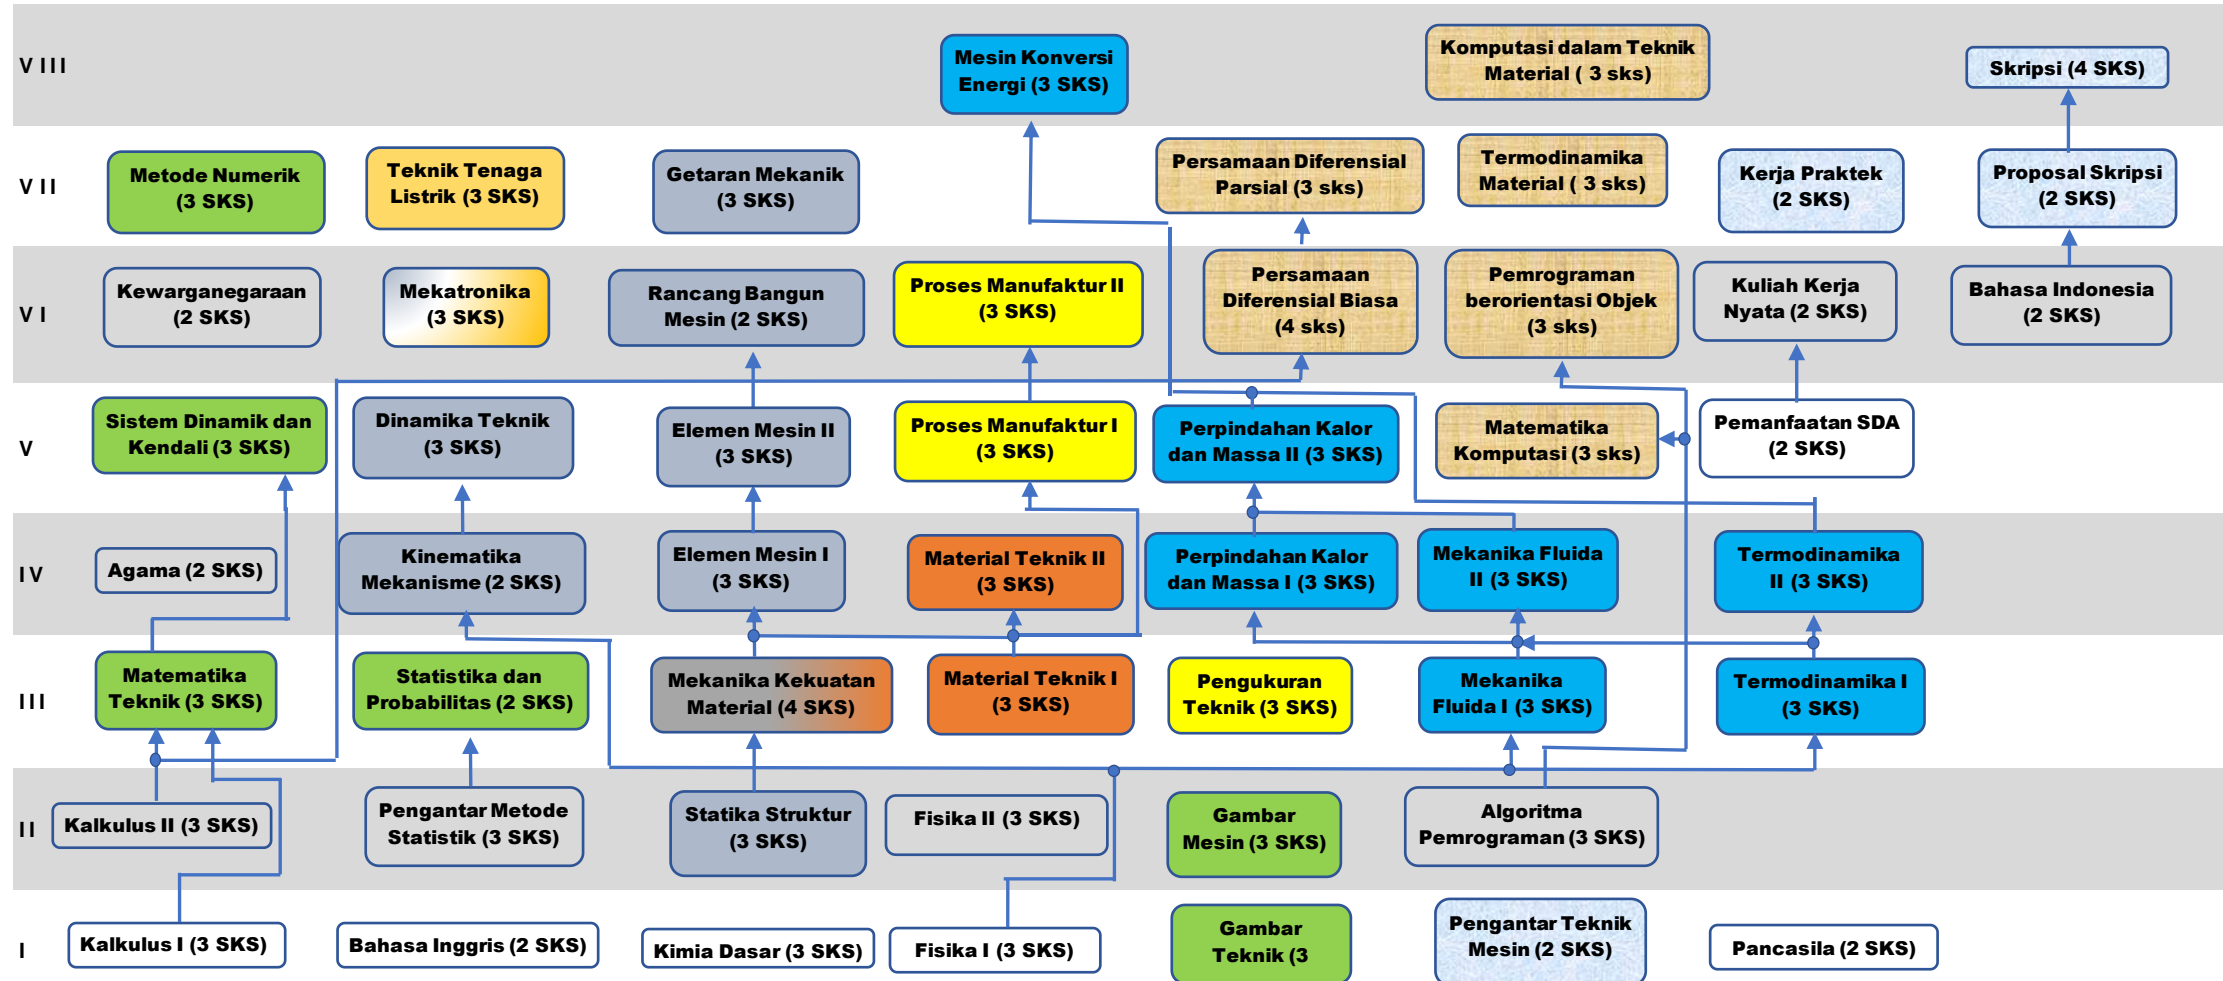 V III
Mesin Konversi
Energi (3 SKS)
Komputasi dalam Teknik
Material ( 3 sks)
Skripsi (4 SKS)
V II
Metode Numerik
(3 SKS)
Teknik Tenaga
Listrik (3 SKS)
Getaran Mekanik
(3 SKS)
Persamaan Diferensial
Parsial (3 sks)
Termodinamika
Material ( 3 sks)
Kerja Praktek
(2 SKS)
Proposal Skripsi
(2 SKS)
V I
Kewarganegaraan
(2 SKS)
Mekatronika
(3 SKS)
Rancang Bangun
Mesin (2 SKS)
Proses Manufaktur II
(3 SKS)
Persamaan
Diferensial Biasa
(4 sks)
Pemrograman
berorientasi Objek
(3 sks)
Kuliah Kerja
Nyata (2 SKS)
Bahasa Indonesia
(2 SKS)
V
Sistem Dinamik dan
Kendali (3 SKS)
Dinamika Teknik
(3 SKS)
Elemen Mesin II
(3 SKS)
Proses Manufaktur I
(3 SKS)
Perpindahan Kalor
dan Massa II (3 SKS)
Matematika
Komputasi (3 sks)
Pemanfaatan SDA
(2 SKS)
I V
Agama (2 SKS)
Kinematika
Mekanisme (2 SKS)
Elemen Mesin I
(3 SKS)
Material Teknik II
(3 SKS)
Perpindahan Kalor
dan Massa I (3 SKS)
Mekanika Fluida
II (3 SKS)
Termodinamika
II (3 SKS)
I I I
Matematika
Teknik (3 SKS)
Statistika dan
Probabilitas (2 SKS)
Mekanika Kekuatan
Material (4 SKS)
Material Teknik I
(3 SKS)
Pengukuran
Teknik (3 SKS)
Mekanika
Fluida I (3 SKS)
Termodinamika I
(3 SKS)
I I
Kalkulus II (3 SKS)
Pengantar Metode
Statistik (3 SKS)
Statika Struktur
(3 SKS)
Fisika II (3 SKS)
Gambar
Mesin (3 SKS)
Algoritma
Pemrograman (3 SKS)
I
Kalkulus I (3 SKS)
Bahasa Inggris (2 SKS)
Kimia Dasar (3 SKS)
Fisika I (3 SKS)
Gambar
Teknik (3
Pengantar Teknik
Mesin (2 SKS)
Pancasila (2 SKS)